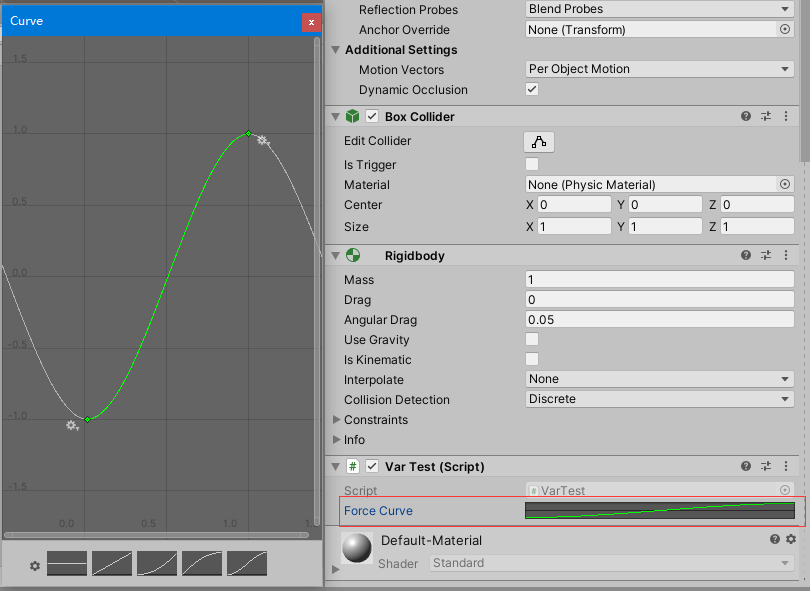 Curve
x
1.5
1.0
0.5
0.0
-0.5
-1.0
-1.5
0.0 0.5 1.0 1.
Reflection Probes Blend Probes
Anchor Override None (Transform)
Additional Settings
Motion Vectors Per Object Motion
Dynamic Occlusion
Box Collider
Edit Collider
Is Trigger
Material None (Physic Material)
Center X 0 Y 0 Z 0
Size X 1 Y 1 Z 1
Rigidbody
Mass 1
Drag 0
Angular Drag 0.05
Use Gravity
Is Kinematic
Interpolate None
Collision Detection Discrete
Constraints
Info
# Var Test (Script)
Script # VarTest
Force Curve
Default-Material
Shader Standard